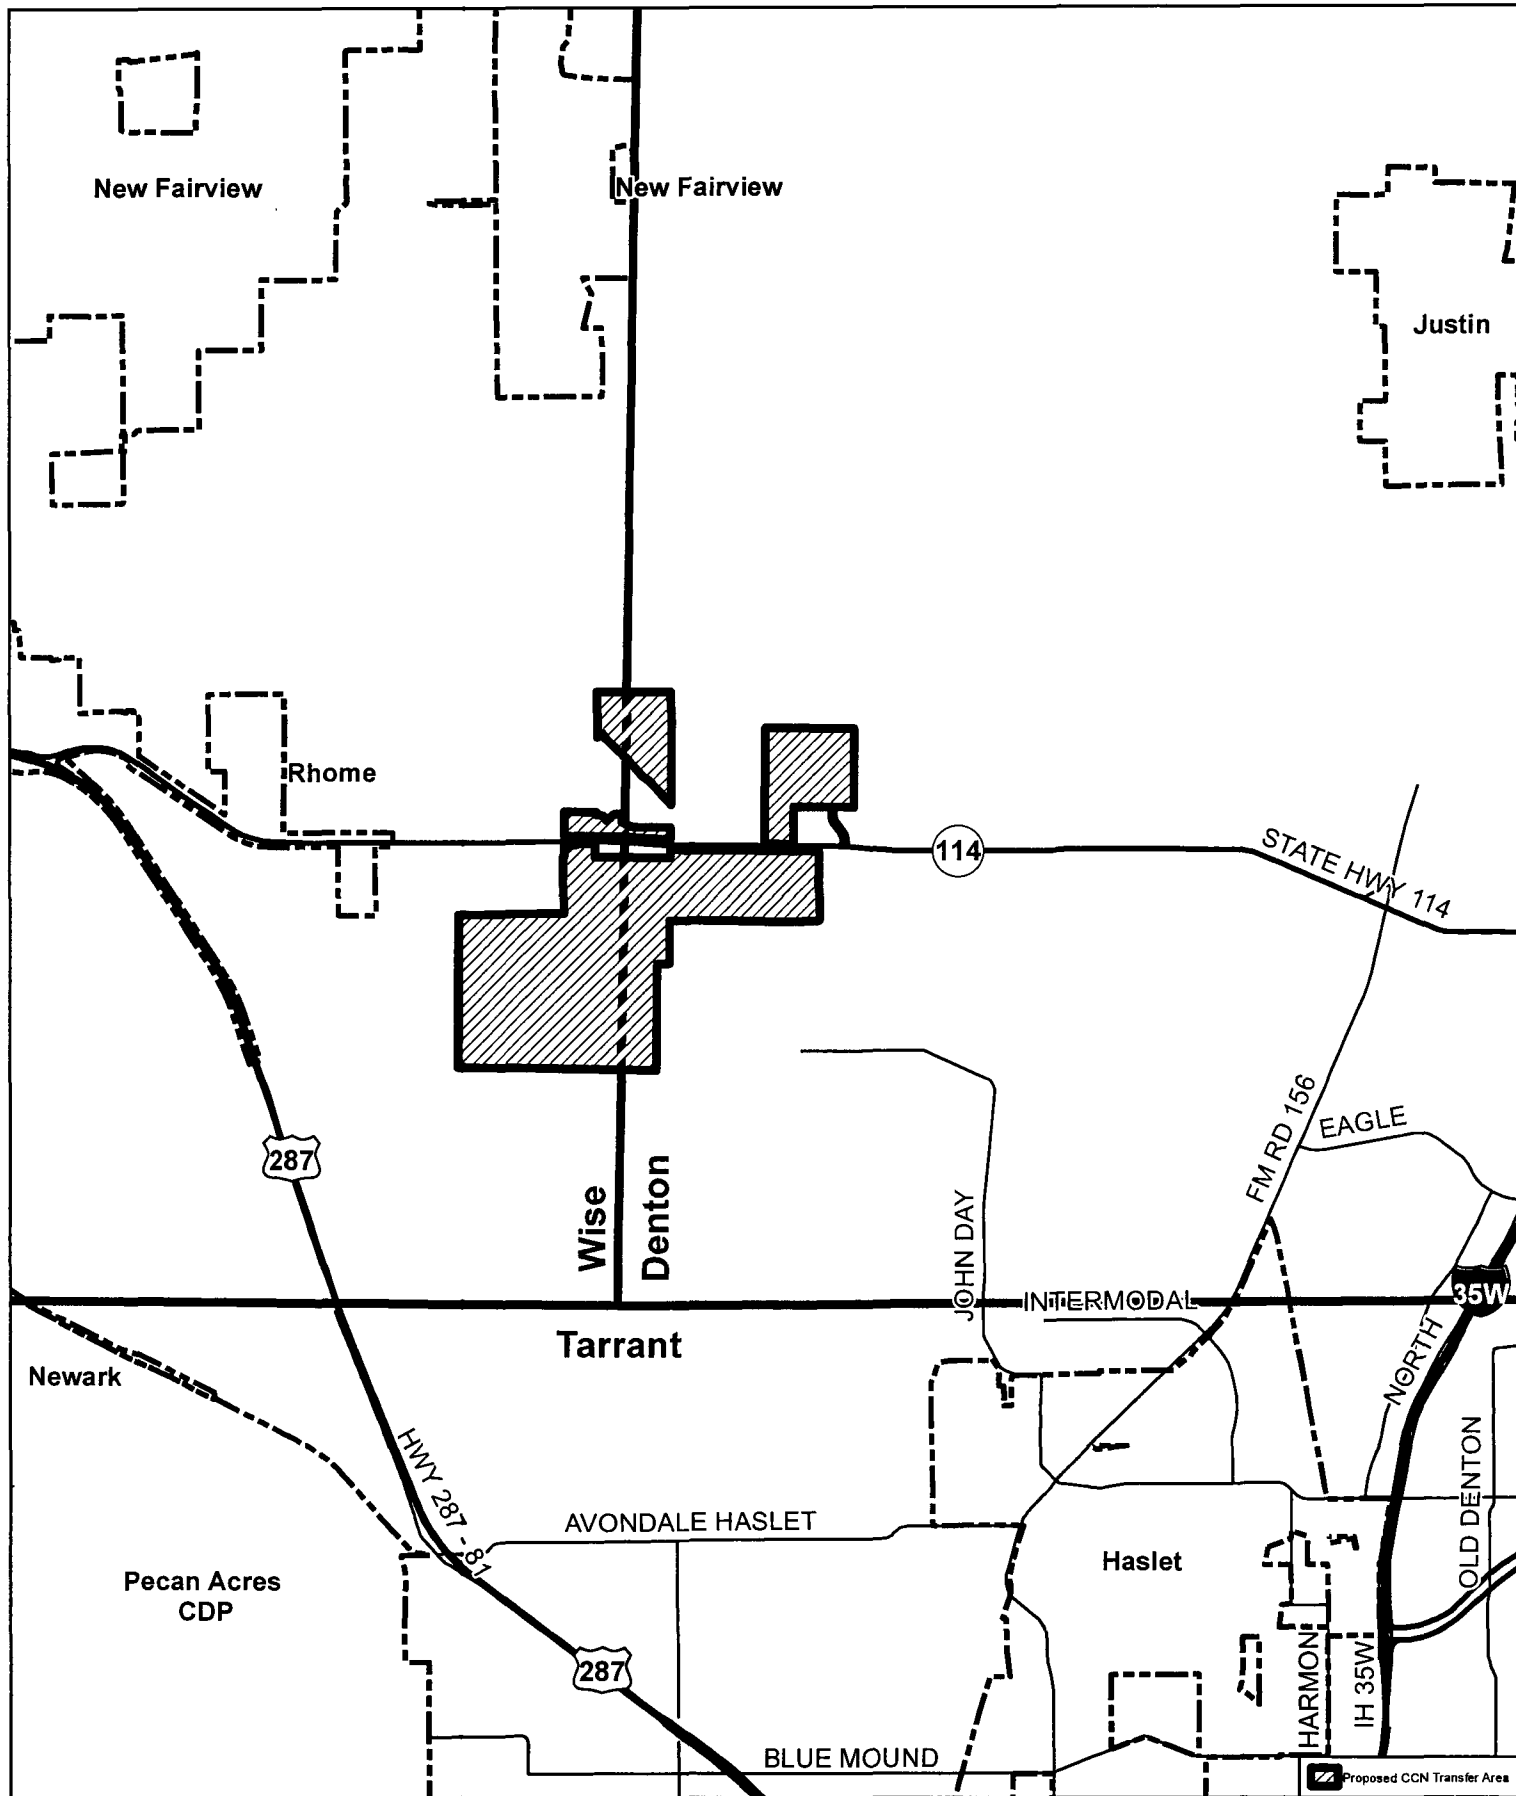 New Fairview
New Fairview
Justin
Rhome
114
STATE HWY 114
FM RD 156
EAGLE
287
Wise
Denton
JOHN DAY
INTERMODAL
35W
Tarrant
NORTH
Newark
HWY 287 - 81
OLD DENTON
AVONDALE HASLET
Haslet
Pecan Acres
CDP
287
HARMON
IH 35W
BLUE MOUND
Proposed CCN Transfer Area